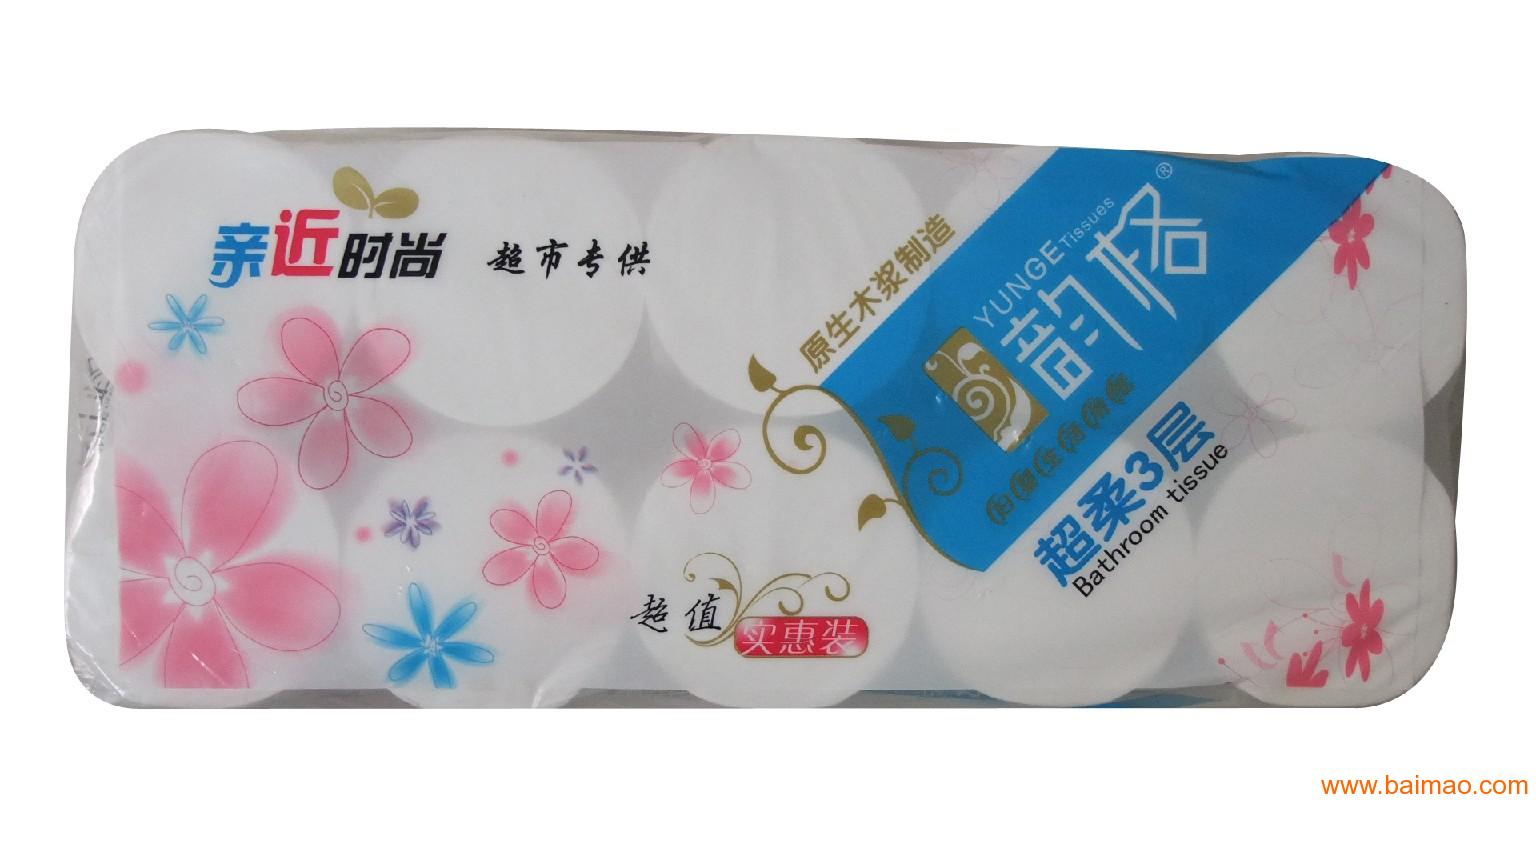 亲近时尚
超市专供
原生木浆制造
YUNGE Tissues
韵格®
超柔3层
Bathroom tissue
超值
实惠装
www.baimao.com